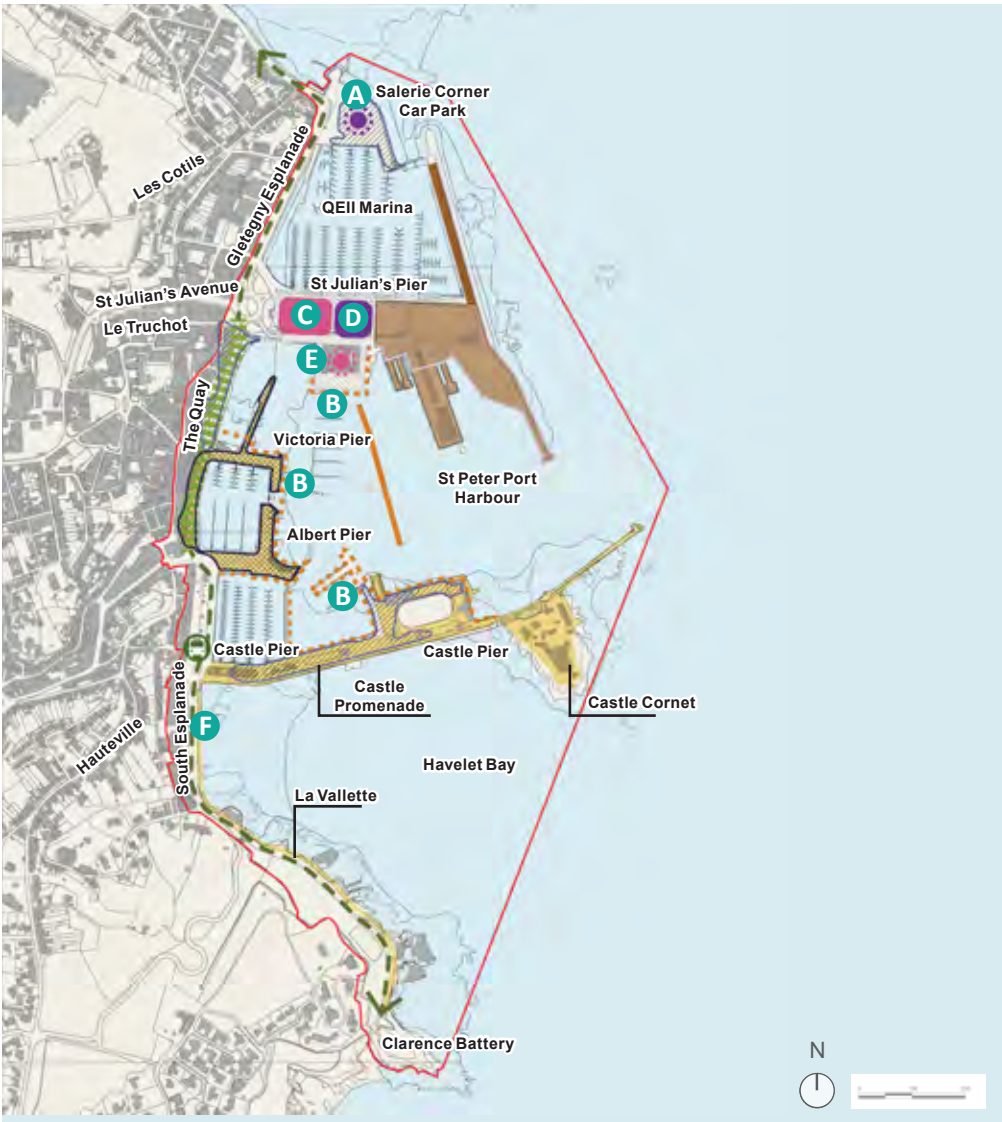 A
Salerie Corner
Car Park
Les Cotils
Gletegny Esplanade
QEII Marina
St Julian's Avenue
St Julian's Pier
Le Truchot
C
D
E
B
The Quay
Victoria Pier
B
St Peter Port
Harbour
Albert Pier
B
Castle Pier
Castle Pier
Castle
Promenade
Castle Cornet
South Esplanade
F
Hauteville
Havelet Bay
La Vallette
Clarence Battery
N